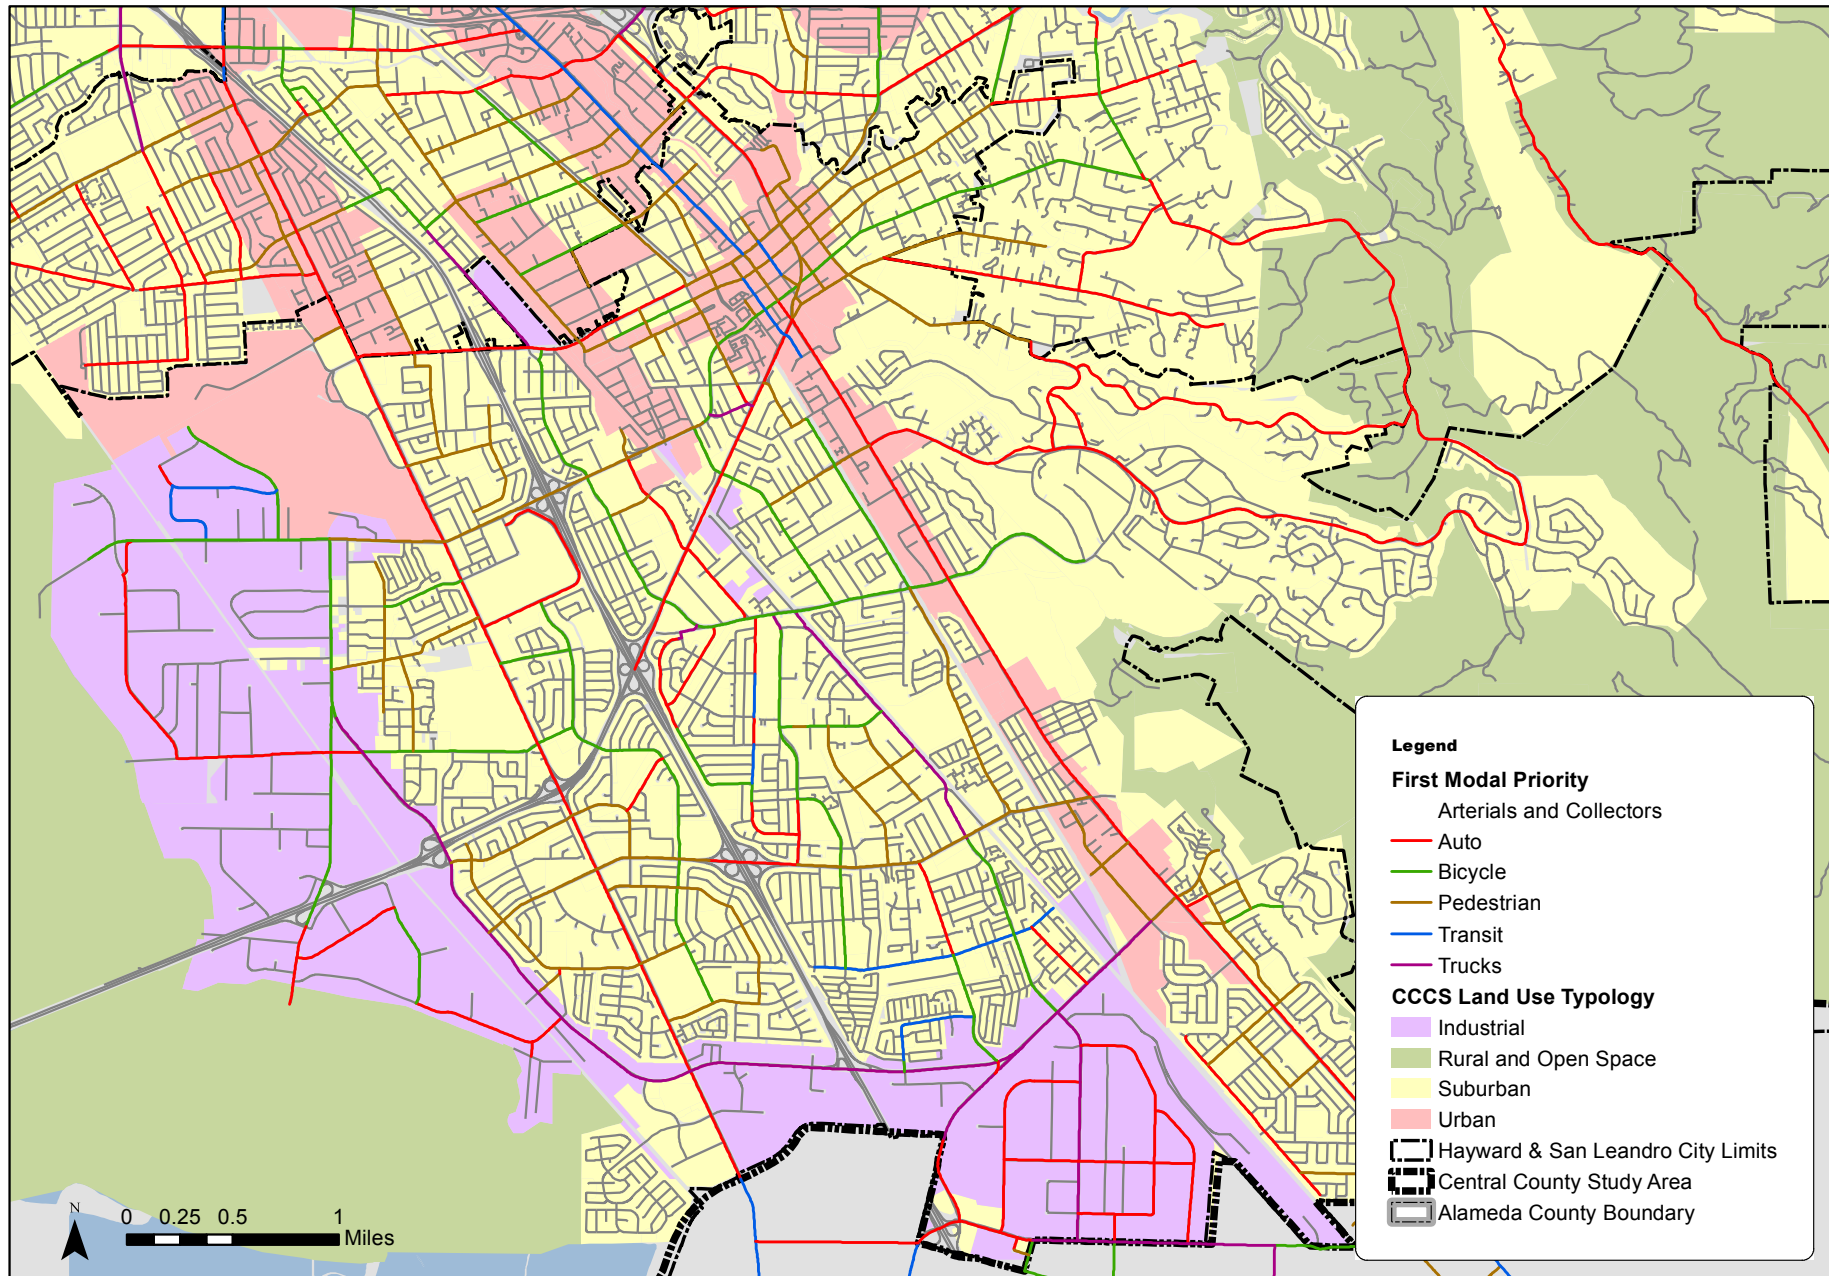 Legend
First Modal Priority
Arterials and Collectors
Auto
Bicycle
Pedestrian
Transit
Trucks
CCCS Land Use Typology
Industrial
Rural and Open Space
Suburban
Urban
Hayward & San Leandro City Limits
Central County Study Area
Alameda County Boundary
N
0 0.25 0.5 1
Miles